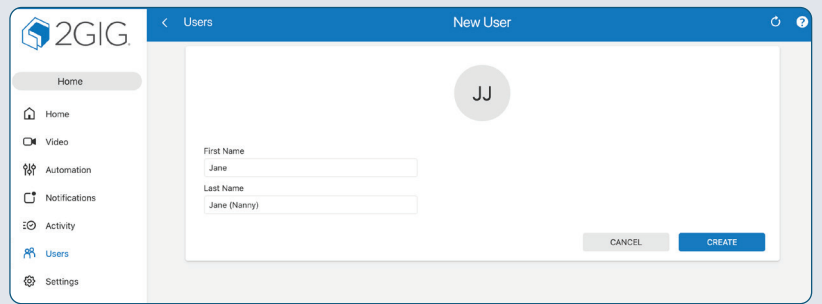 2GIG.
Users
New User
Home
JJ
Home
Video
Automation
Notifications
Activity
Users
Settings
First Name
Jane
Last Name
Jane (Nanny)
CANCEL
CREATE
?